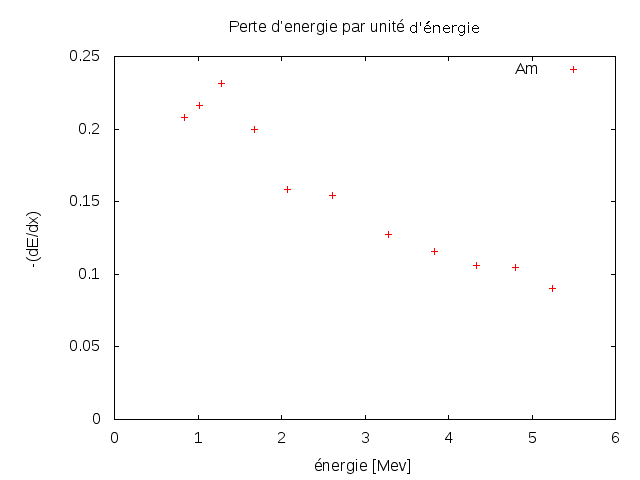 Perte d'energie par unité d'énergie
0.25
Am
0.2
0.15
-(dE/dx)
0.1
0.05
0
0 1 2 3 4 5 6
énergie [Mev]